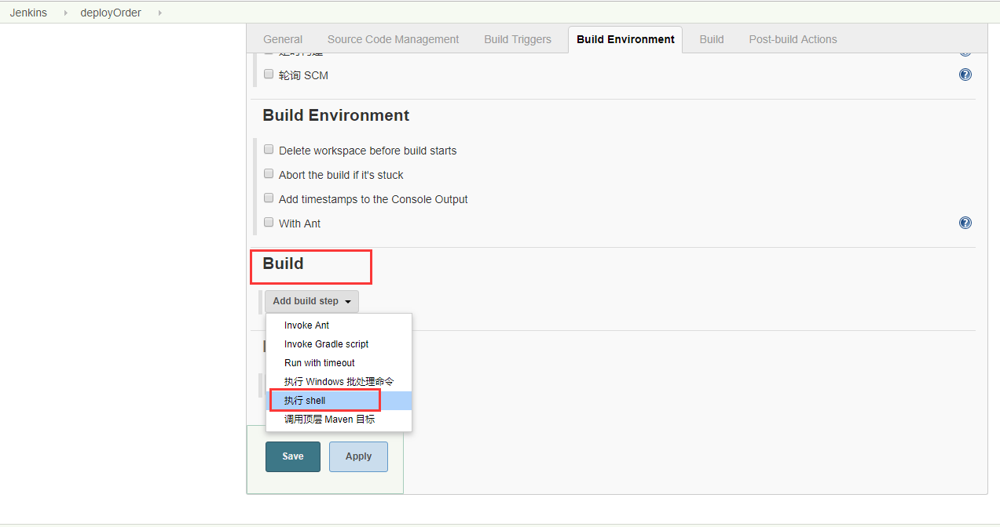 Jenkins deployOrder
General Source Code Management Build Triggers Build Environment Build Post-build Actions
轮询 SCM
Build Environment
Delete workspace before build starts
Abort the build if it's stuck
Add timestamps to the Console Output
With Ant
Build
Add build step
Invoke Ant
Invoke Gradle script
Run with timeout
执行 Windows 批处理命令
执行 shell
调用顶层 Maven 目标
Save Apply